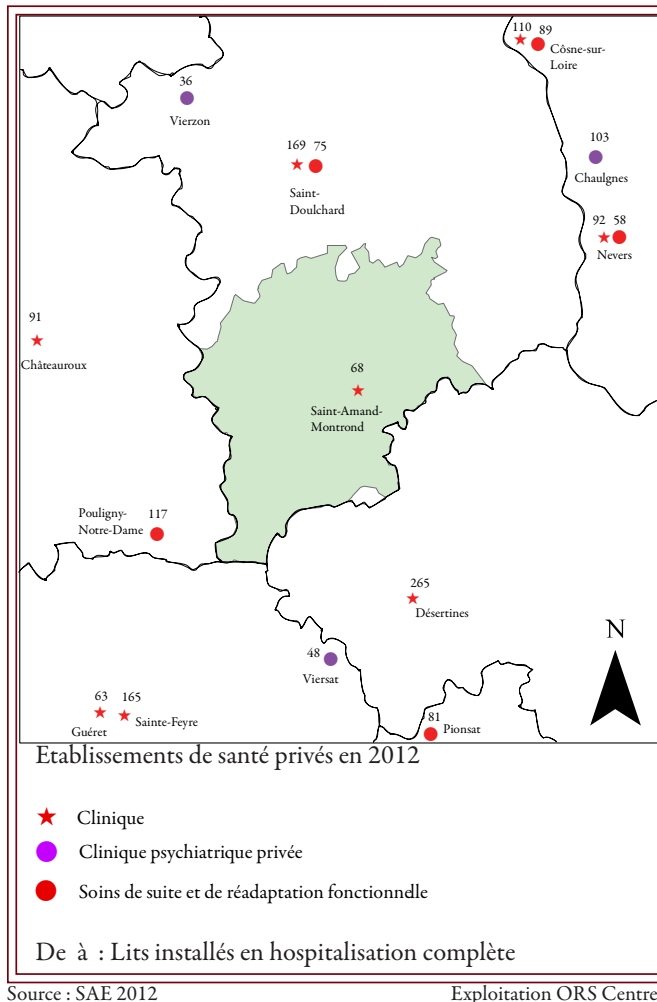 110 89
Côsne-sur-
Loire
36
Vierzon
103
Chaulgnes
169 75
Saint-
Doulchard
92 58
Nevers
91
Châteauroux
68
Saint-Amand-
Montrond
Pouligny-
Notre-Dame
117
265
Désertines
N
48
Viersat
63 165
Guéret
Sainte-Feyre
81
Pionsat
Etablissements de santé privés en 2012
Clinique
Clinique psychiatrique privée
Soins de suite et de réadaptation fonctionnelle
De à : Lits installés en hospitalisation complète
Source : SAE 2012
Exploitation ORS Centre